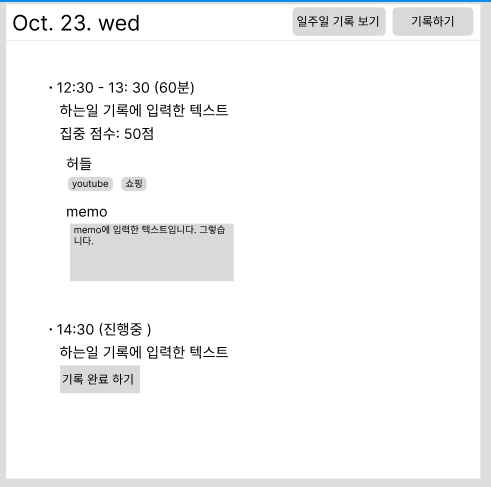 Oct. 23. wed
일주일 기록 보기
기록하기
· 12:30 - 13: 30 (60분)
하는일 기록에 입력한 텍스트
집중 점수: 50점
허들
youtube
쇼핑
memo
memo에 입력한 텍스트입니다. 그렇습
니다.
· 14:30 (진행중 )
하는일 기록에 입력한 텍스트
기록 완료 하기